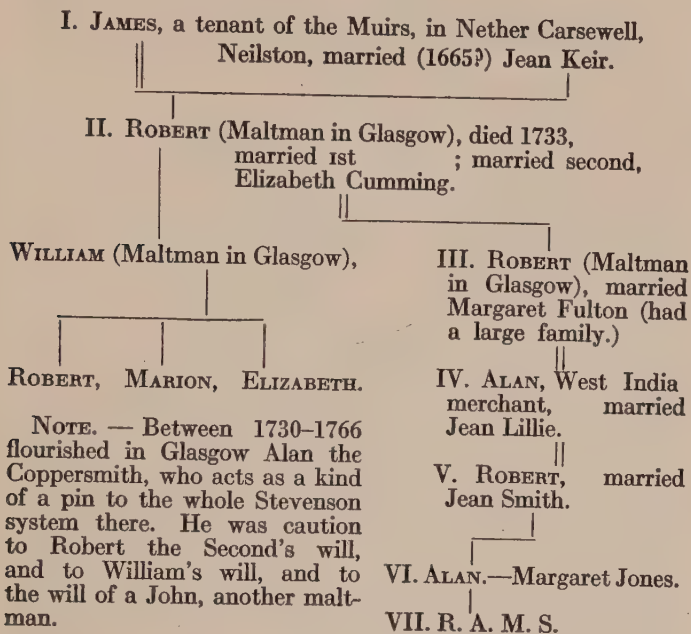 I. JAMES, a tenant of the Muirs, in Nether Carsewell,
Neilston, married (1665?) Jean Keir.
II. ROBERT (Maltman in Glasgow), died 1733,
married 1st ; married second,
Elizabeth Cumming.
WILLIAM (Maltman in Glasgow),
ROBERT, MARION, ELIZABETH.
NOTE. — Between 1730–1766
flourished in Glasgow Alan the
Coppersmith, who acts as a kind
of a pin to the whole Stevenson
system there. He was caution
to Robert the Second's will,
and to William's will, and to
the will of a John, another malt-
man.
III. ROBERT (Maltman
in Glasgow), married
Margaret Fulton (had
a large family.)
IV. ALAN, West India
merchant, married
Jean Lillie.
V. ROBERT, married
Jean Smith.
VI. ALAN.—Margaret Jones.
VII. R. A. M. S.